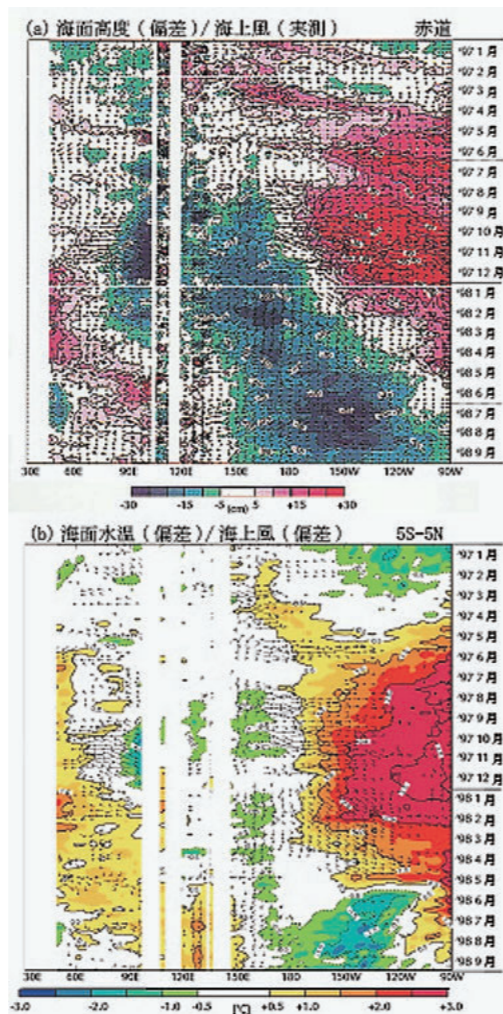 (a) 海面高度(偏差)/海上風(実測) 赤道
'97 1月
'97 2月
'97 3月
'97 4月
'97 5月
'97 6月
'97 7月
'97 8月
'97 9月
'97 10月
'97 11月
'97 12月
'98 1月
'98 2月
'98 3月
'98 4月
'98 5月
'98 6月
'98 7月
'98 8月
'98 9月
30E 60E 90E 120E 150E 180 150W 120W 90W
-30 -15 -5 5 +15 +30
(cm)
(b) 海面水温(偏差)/海上風(偏差) 5S-5N
'97 1月
'97 2月
'97 3月
'97 4月
'97 5月
'97 6月
'97 7月
'97 8月
'97 9月
'97 10月
'97 11月
'97 12月
'98 1月
'98 2月
'98 3月
'98 4月
'98 5月
'98 6月
'98 7月
'98 8月
'98 9月
30E 60E 90E 120E 150E 180 150W 120W 90W
-3.0 -2.0 -1.0 -0.5 +0.5 +1.0 +2.0 +3.0
[℃]